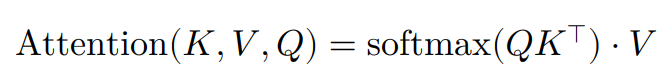 Attention(K, V, Q) = softmax(QK⊤) · V